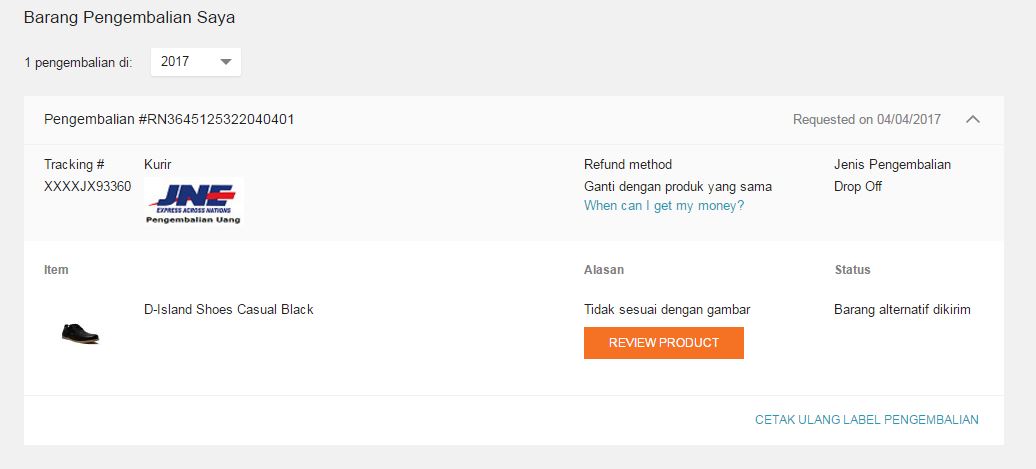 Barang Pengembalian Saya
1 pengembalian di: 2017
Pengembalian #RN3645125322040401 Requested on 04/04/2017
Tracking # Kurir Refund method Jenis Pengembalian
XXXXJX93360 Ganti dengan produk yang sama Drop Off
JNE
EXPRESS ACROSS NATIONS
Pengembalian Uang
When can I get my money?
Item Alasan Status
D-Island Shoes Casual Black Tidak sesuai dengan gambar Barang alternatif dikirim
REVIEW PRODUCT
CETAK ULANG LABEL PENGEMBALIAN